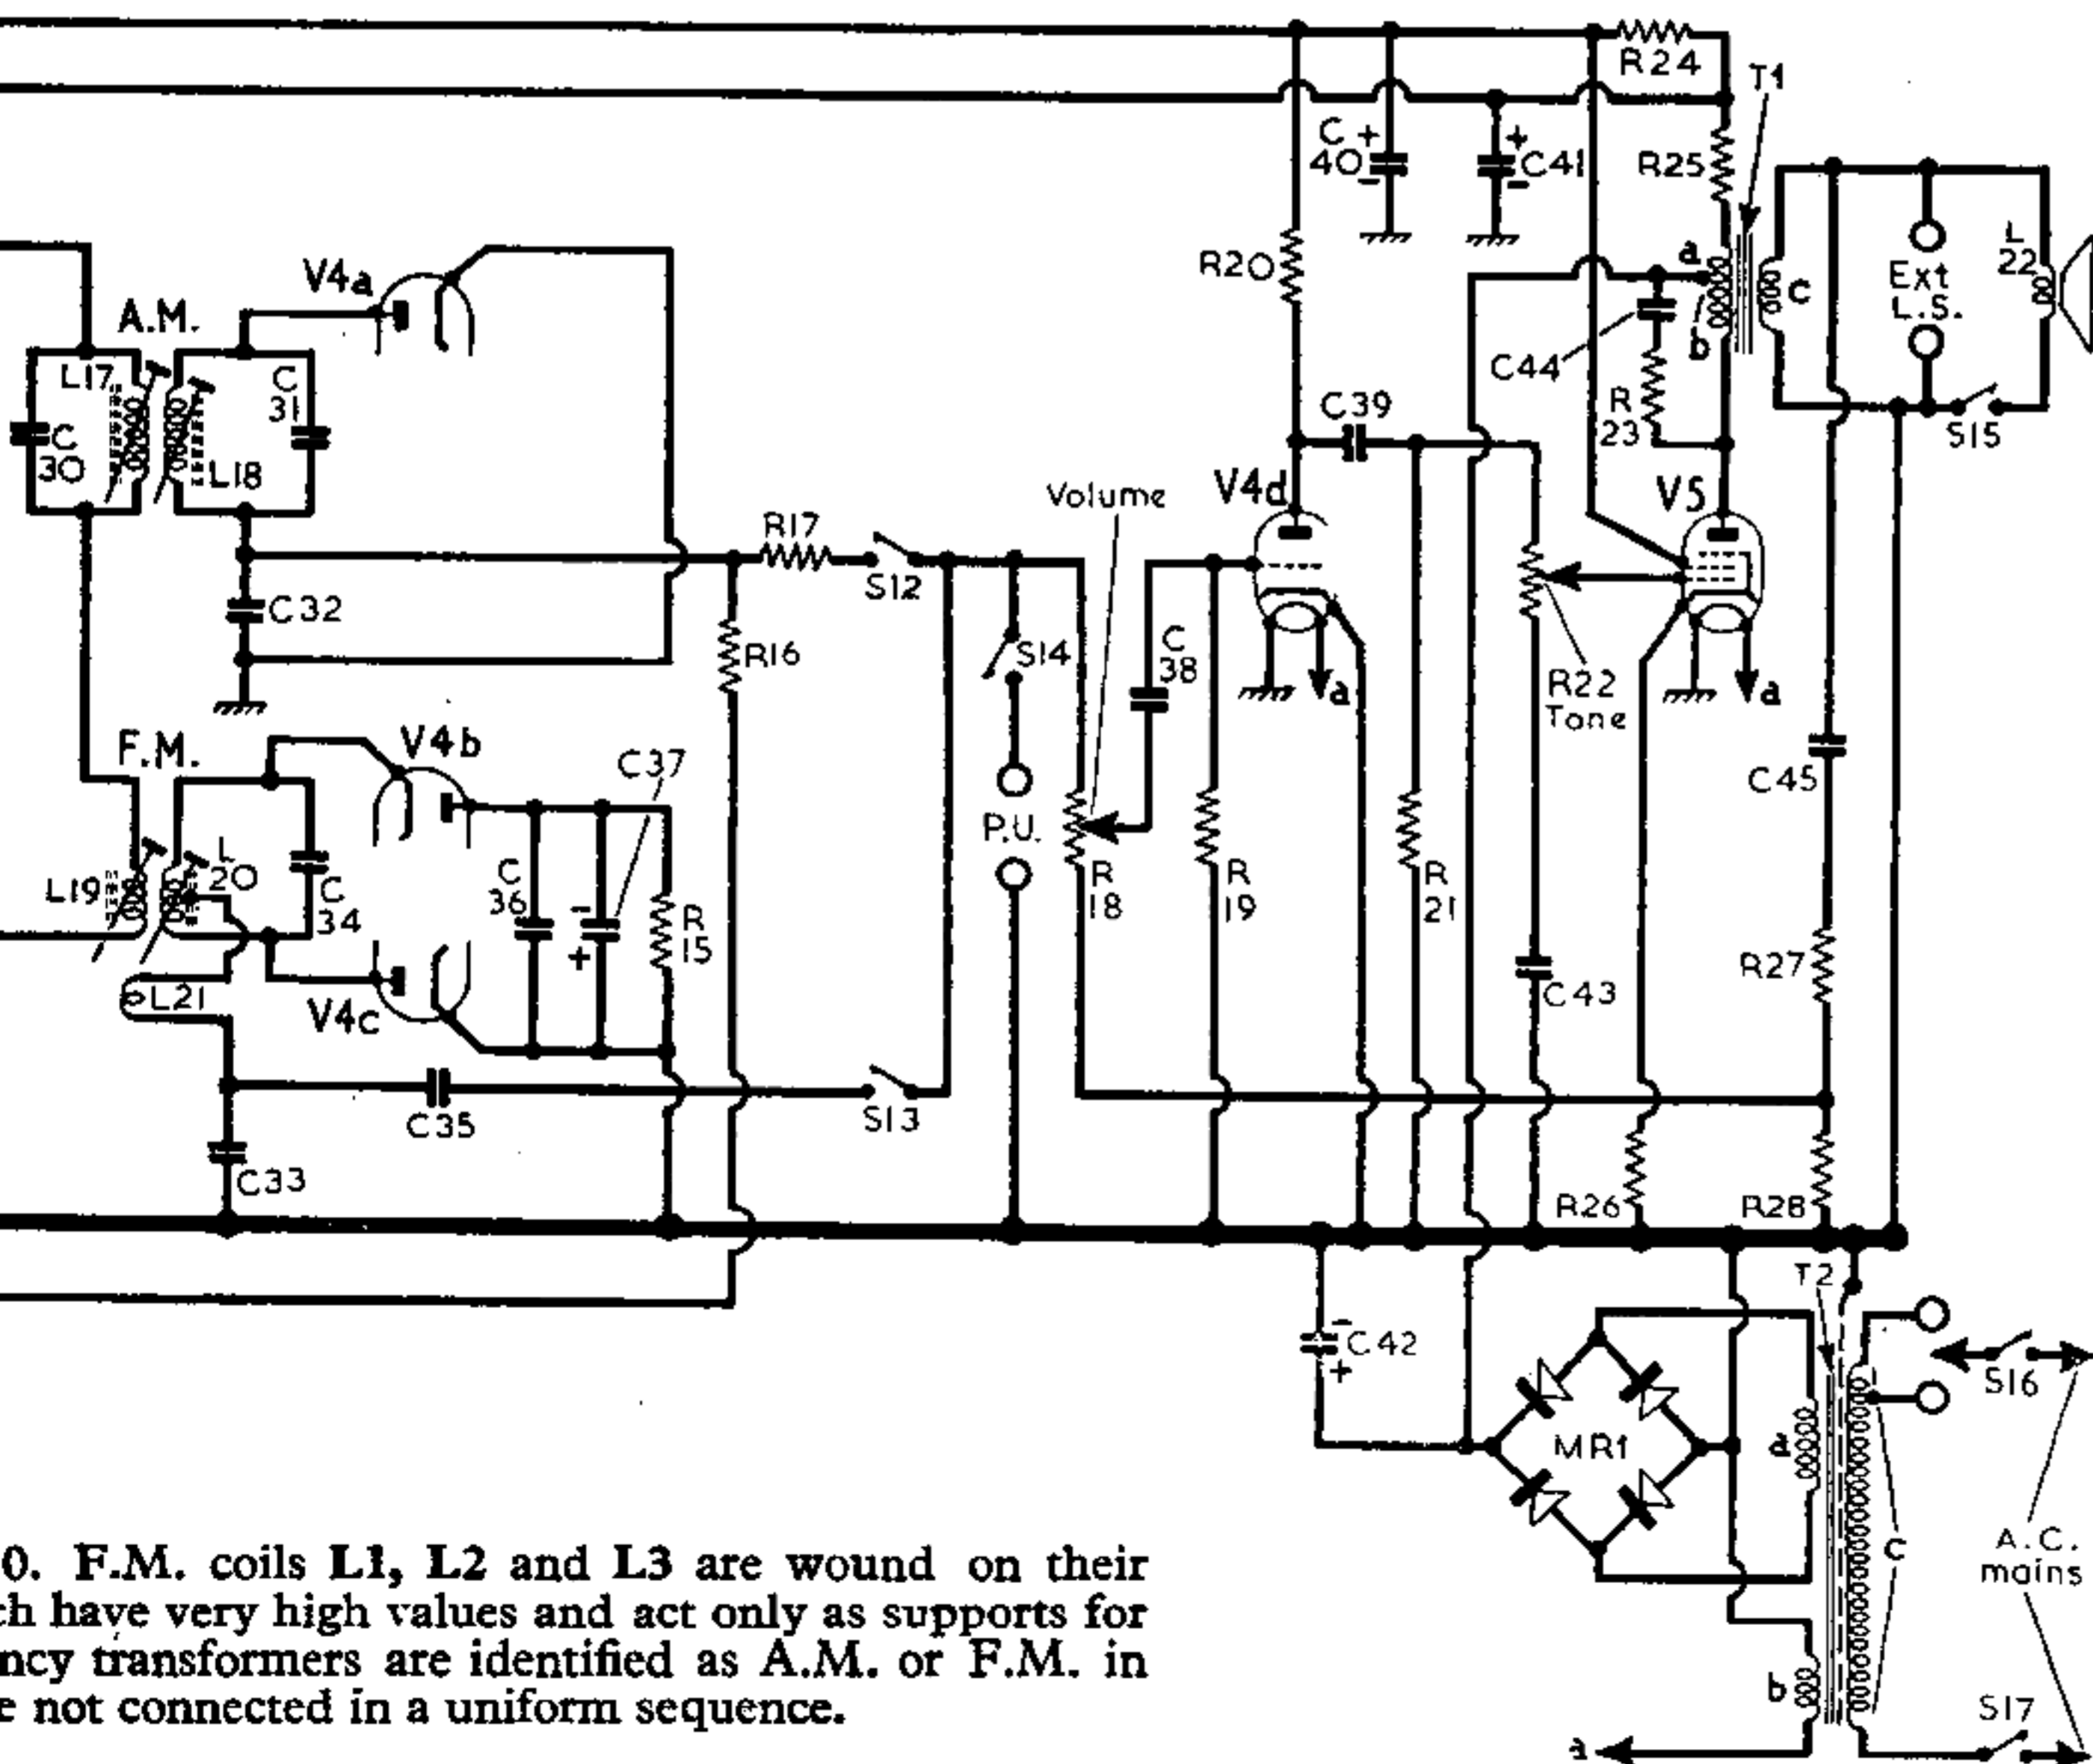 R24
T1
C
40
+
-
+
C41
-
R25
R20
a
b
c
Ext
L.S.
L
22
V4a
A.M.
L17
C
31
C
30
L18
C44
R
23
C39
S15
Volume
V4d
V5
R17
S12
C32
R16
S14
C
38
a
R22
Tone
a
F.M.
V4b
C37
C45
P.U.
L19
L
20
C
34
C
36
-
+
R
15
R
18
R
19
R
21
R27
L21
V4c
C43
C35
S13
C33
R26
R28
T2
-
C42
+
S16
MR1
a
c
A.C.
mains
b
S17
a
0. F.M. coils L1, L2 and L3 are wound on their
ch have very high values and act only as supports for
ncy transformers are identified as A.M. or F.M. in
e not connected in a uniform sequence.